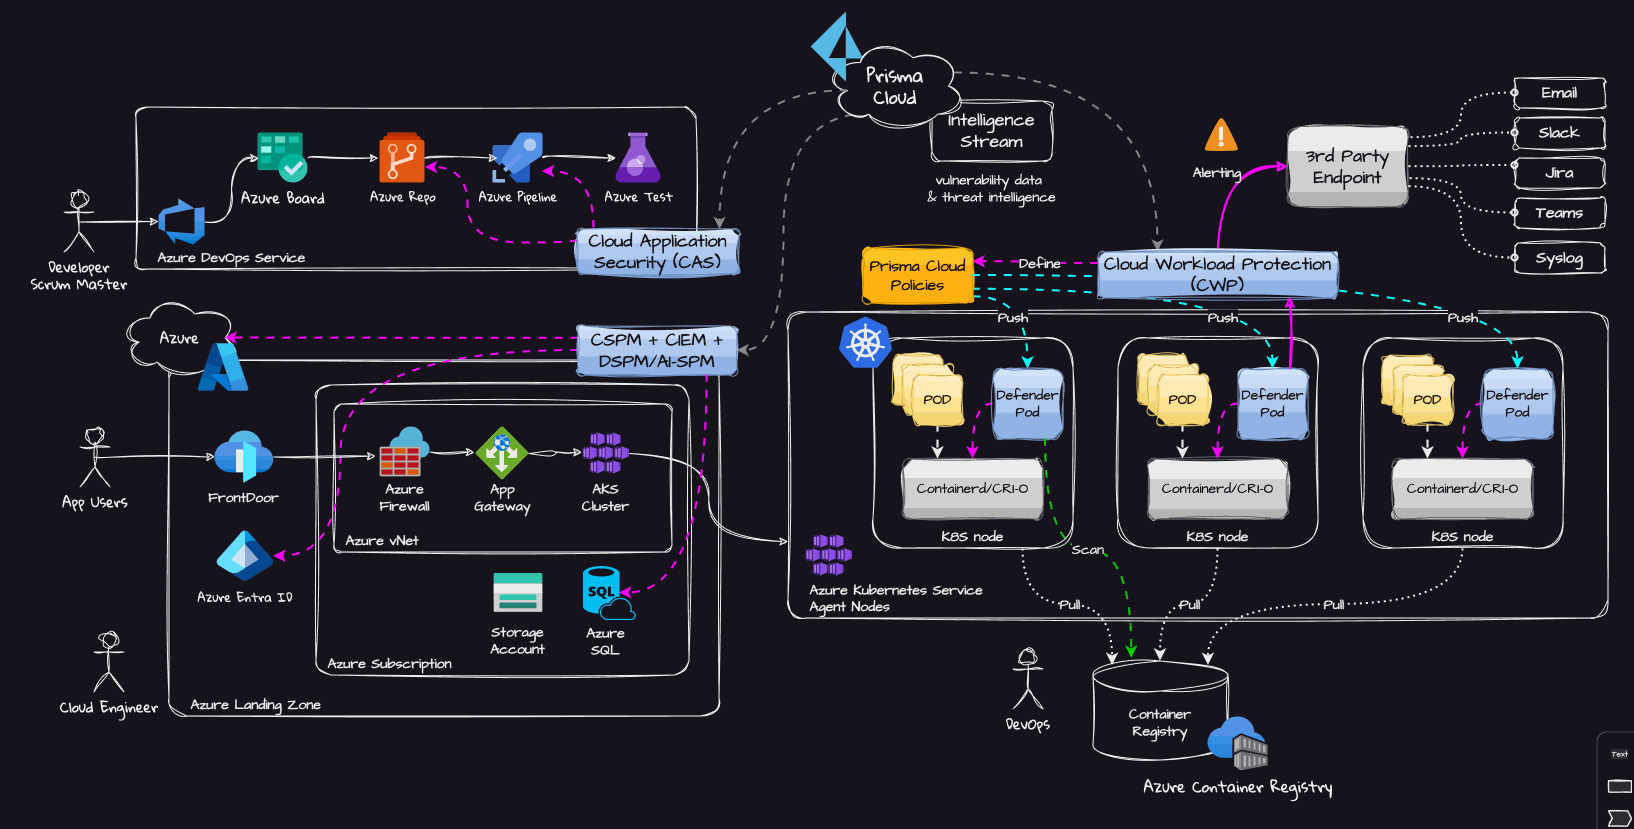 Prisma
Cloud
Intelligence
Stream
vulnerability data
& threat intelligence
Azure Board
Azure Repo
Azure Pipeline
Azure Test
Azure DevOps Service
Developer
Scrum Master
Cloud Application
Security (CAS)
Alerting
3rd Party
Endpoint
Email
Slack
Jira
Teams
Syslog
Prisma Cloud
Policies
Define
Cloud Workload Protection
(CWP)
Push
Push
Push
Azure
CSPM + CIEM +
DSPM/AI-SPM
App Users
FrontDoor
Azure
Firewall
App
Gateway
AKS
Cluster
Azure vNet
Azure Entra ID
Storage
Account
SQL
Azure
SQL
Azure Subscription
Azure Landing Zone
Cloud Engineer
POD
Defender
Pod
Containerd/CRI-O
K8S node
POD
Defender
Pod
Containerd/CRI-O
K8S node
POD
Defender
Pod
Containerd/CRI-O
K8S node
Azure Kubernetes Service
Agent Nodes
Scan
Pull
Pull
Pull
DevOps
Container
Registry
Azure Container Registry
Text